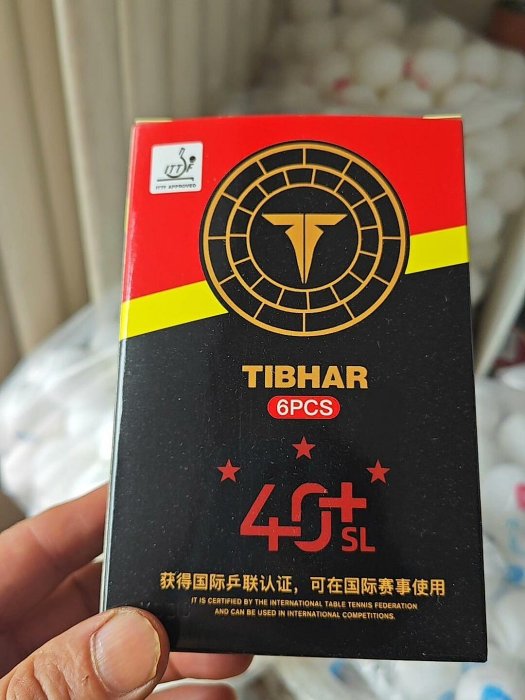 ITTF
ITTF APPROVED
TIBHAR
6PCS
40+
SL
获得国际乒联认证，可在国际赛事使用
IT IS CERTIFIED BY THE INTERNATIONAL TABLE TENNIS FEDERATION
AND CAN BE USED IN INTERNATIONAL COMPETITIONS.